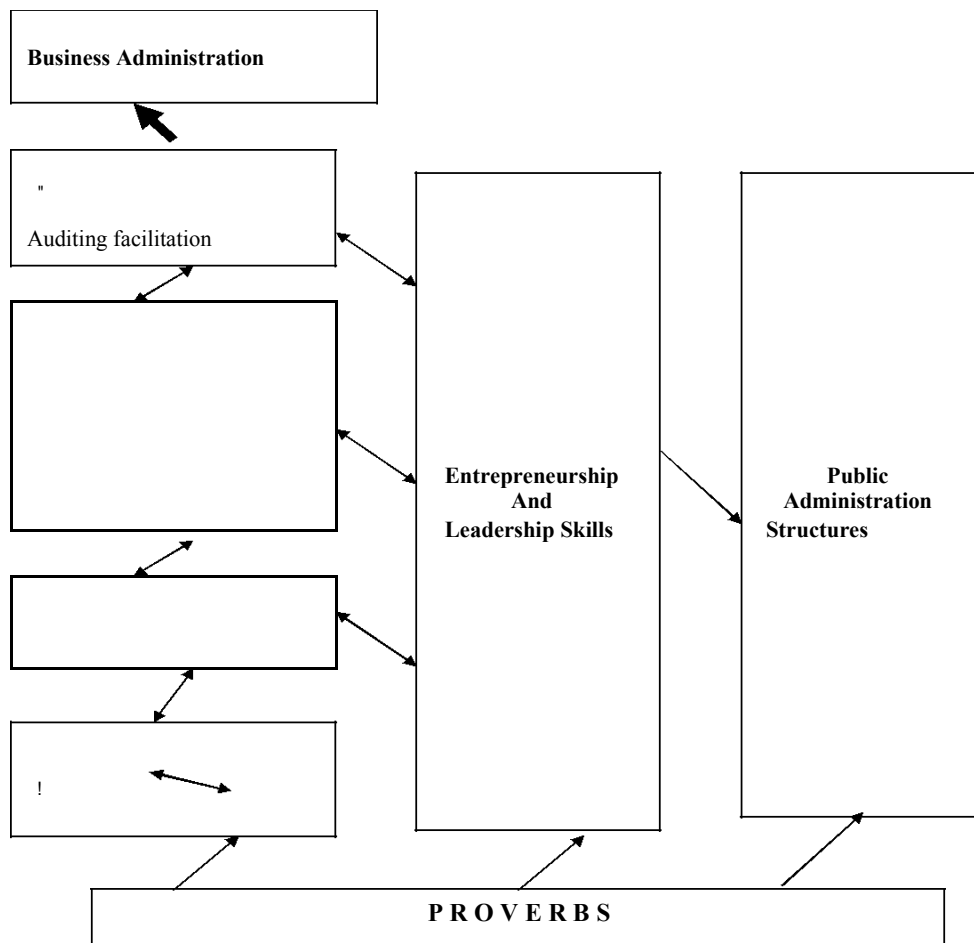 Business Administration
"
Auditing facilitation
Entrepreneurship
And
Leadership Skills
Public
Administration
Structures
!
P R O V E R B S